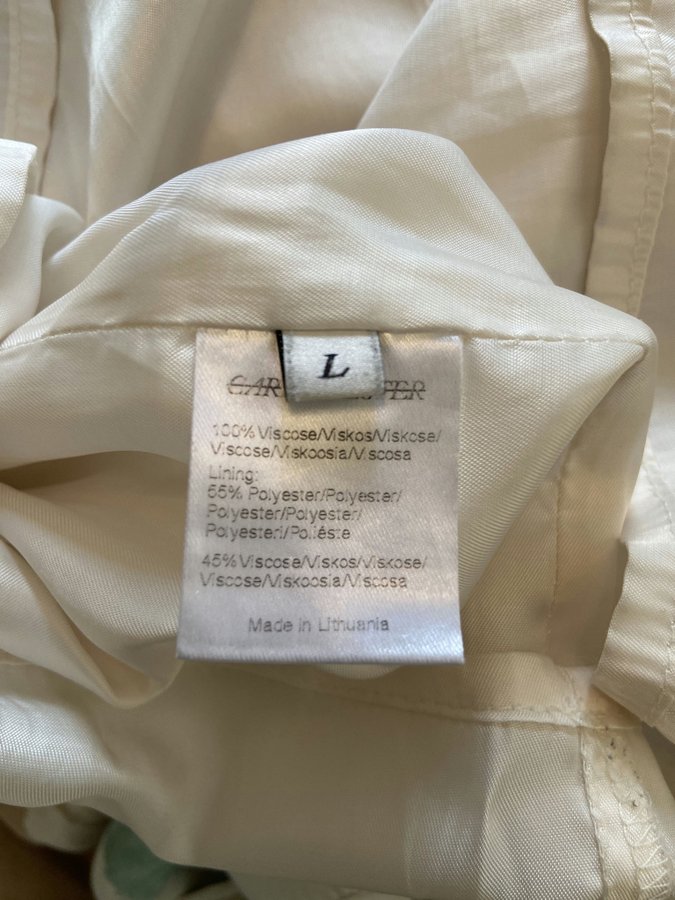 L
100% Viscose/Viskos/Viskose/
Viscose/Viskoosia/Viscosa
Lining:
55% Polyester/Polyester/
Polyester/Polyester/
Polyesteri/Poliéste
45% Viscose/Viskos/Viskose/
Viscose/Viskoosia/Viscosa
Made in Lithuania